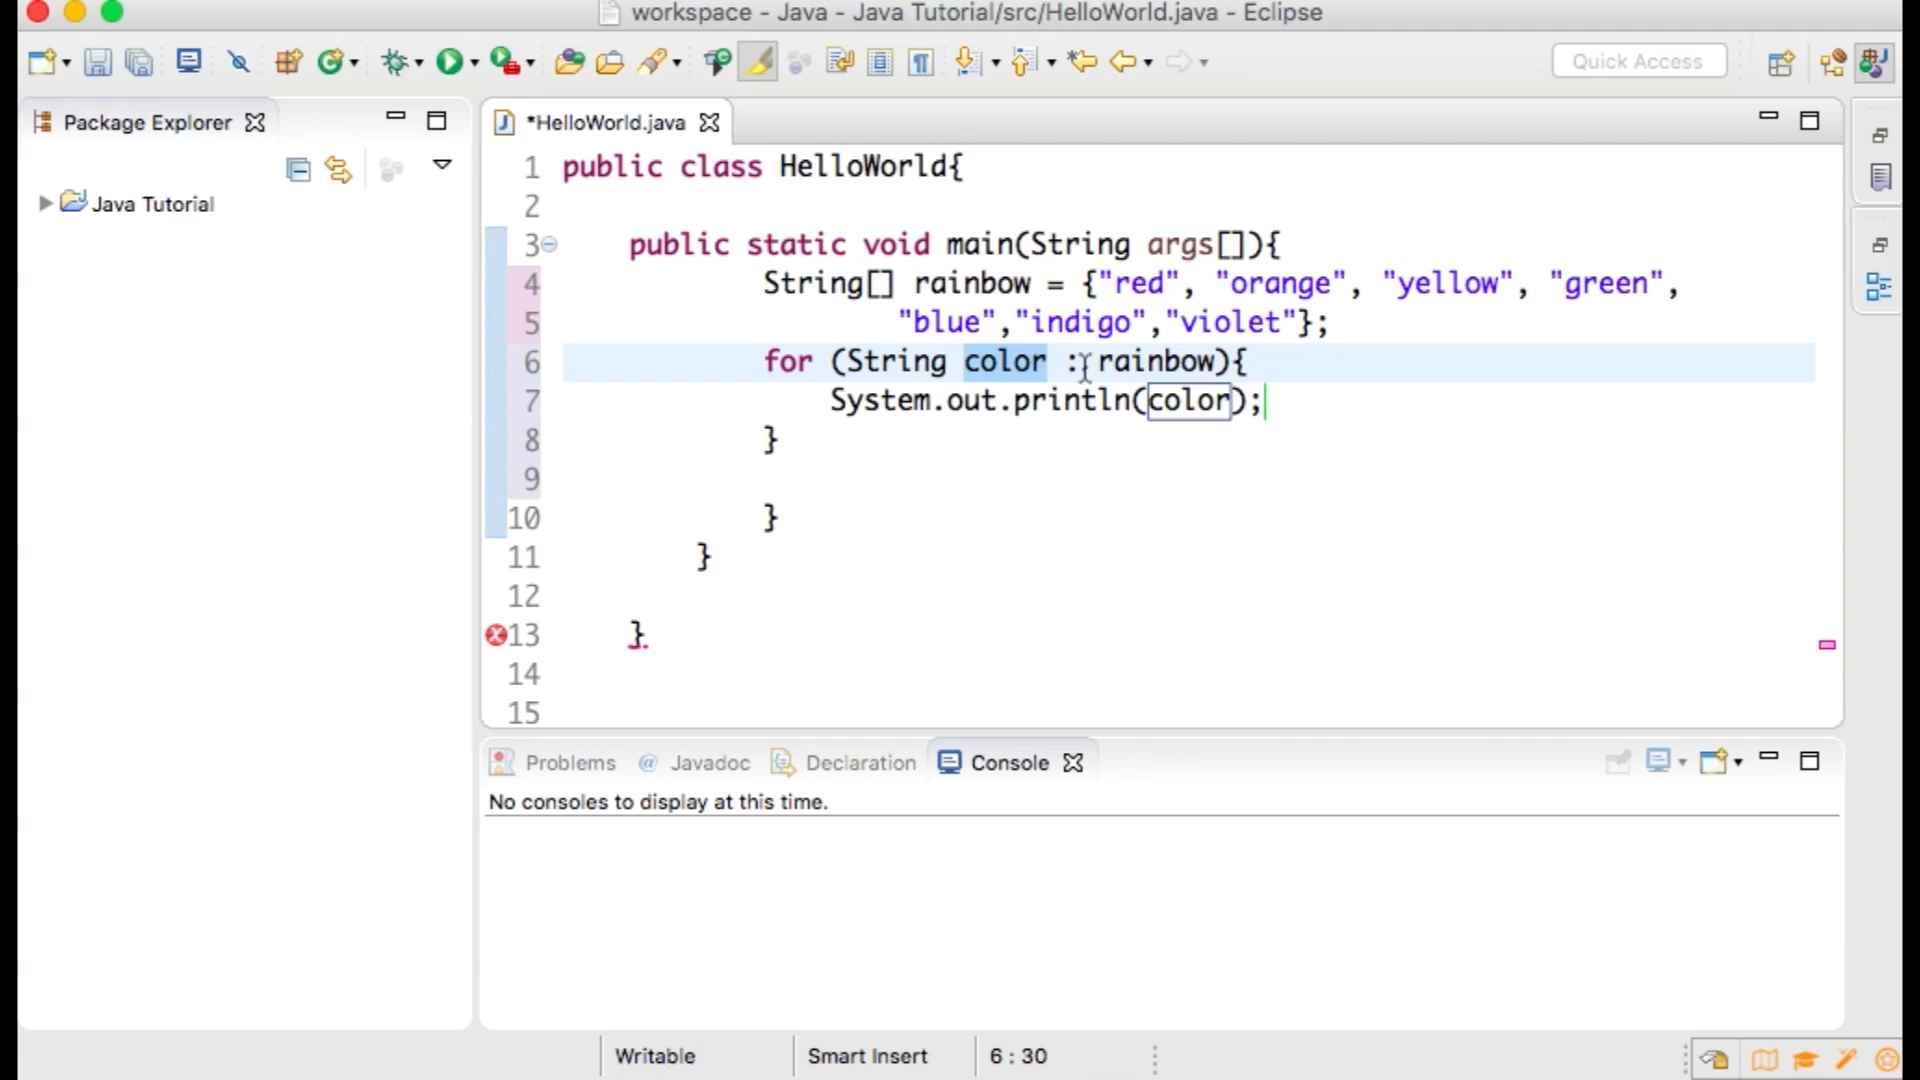 workspace - Java - Java Tutorial/src/HelloWorld.java - Eclipse
Quick Access
Package Explorer
Java Tutorial
*HelloWorld.java
1 public class HelloWorld{
2
3 public static void main(String args[]){
4 String[] rainbow = {"red", "orange", "yellow", "green",
5 "blue","indigo","violet"};
6 for (String color : rainbow){
7 System.out.println(color);
8 }
9
10 }
11 }
12
13 }
14
15
Problems @ Javadoc Declaration Console
No consoles to display at this time.
Writable Smart Insert 6 : 30